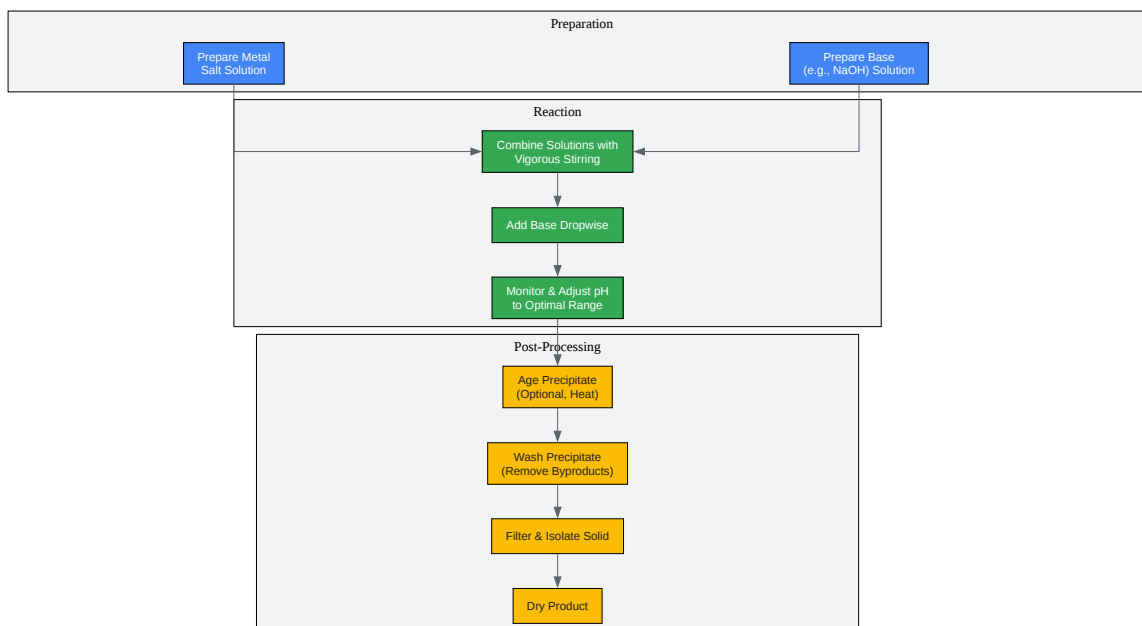 Preparation
Prepare Metal
Salt Solution
Prepare Base
(e.g., NaOH) Solution
Reaction
Combine Solutions with
Vigorous Stirring
Add Base Dropwise
Monitor & Adjust pH
to Optimal Range
Post-Processing
Age Precipitate
(Optional, Heat)
Wash Precipitate
(Remove Byproducts)
Filter & Isolate Solid
Dry Product